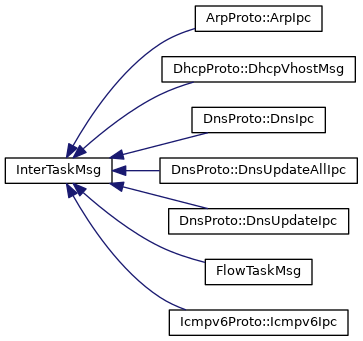 ArpProto::ArpIpc
DhcpProto::DhcpVhostMsg
DnsProto::DnsIpc
InterTaskMsg
DnsProto::DnsUpdateAllIpc
DnsProto::DnsUpdateIpc
FlowTaskMsg
Icmpv6Proto::Icmpv6Ipc